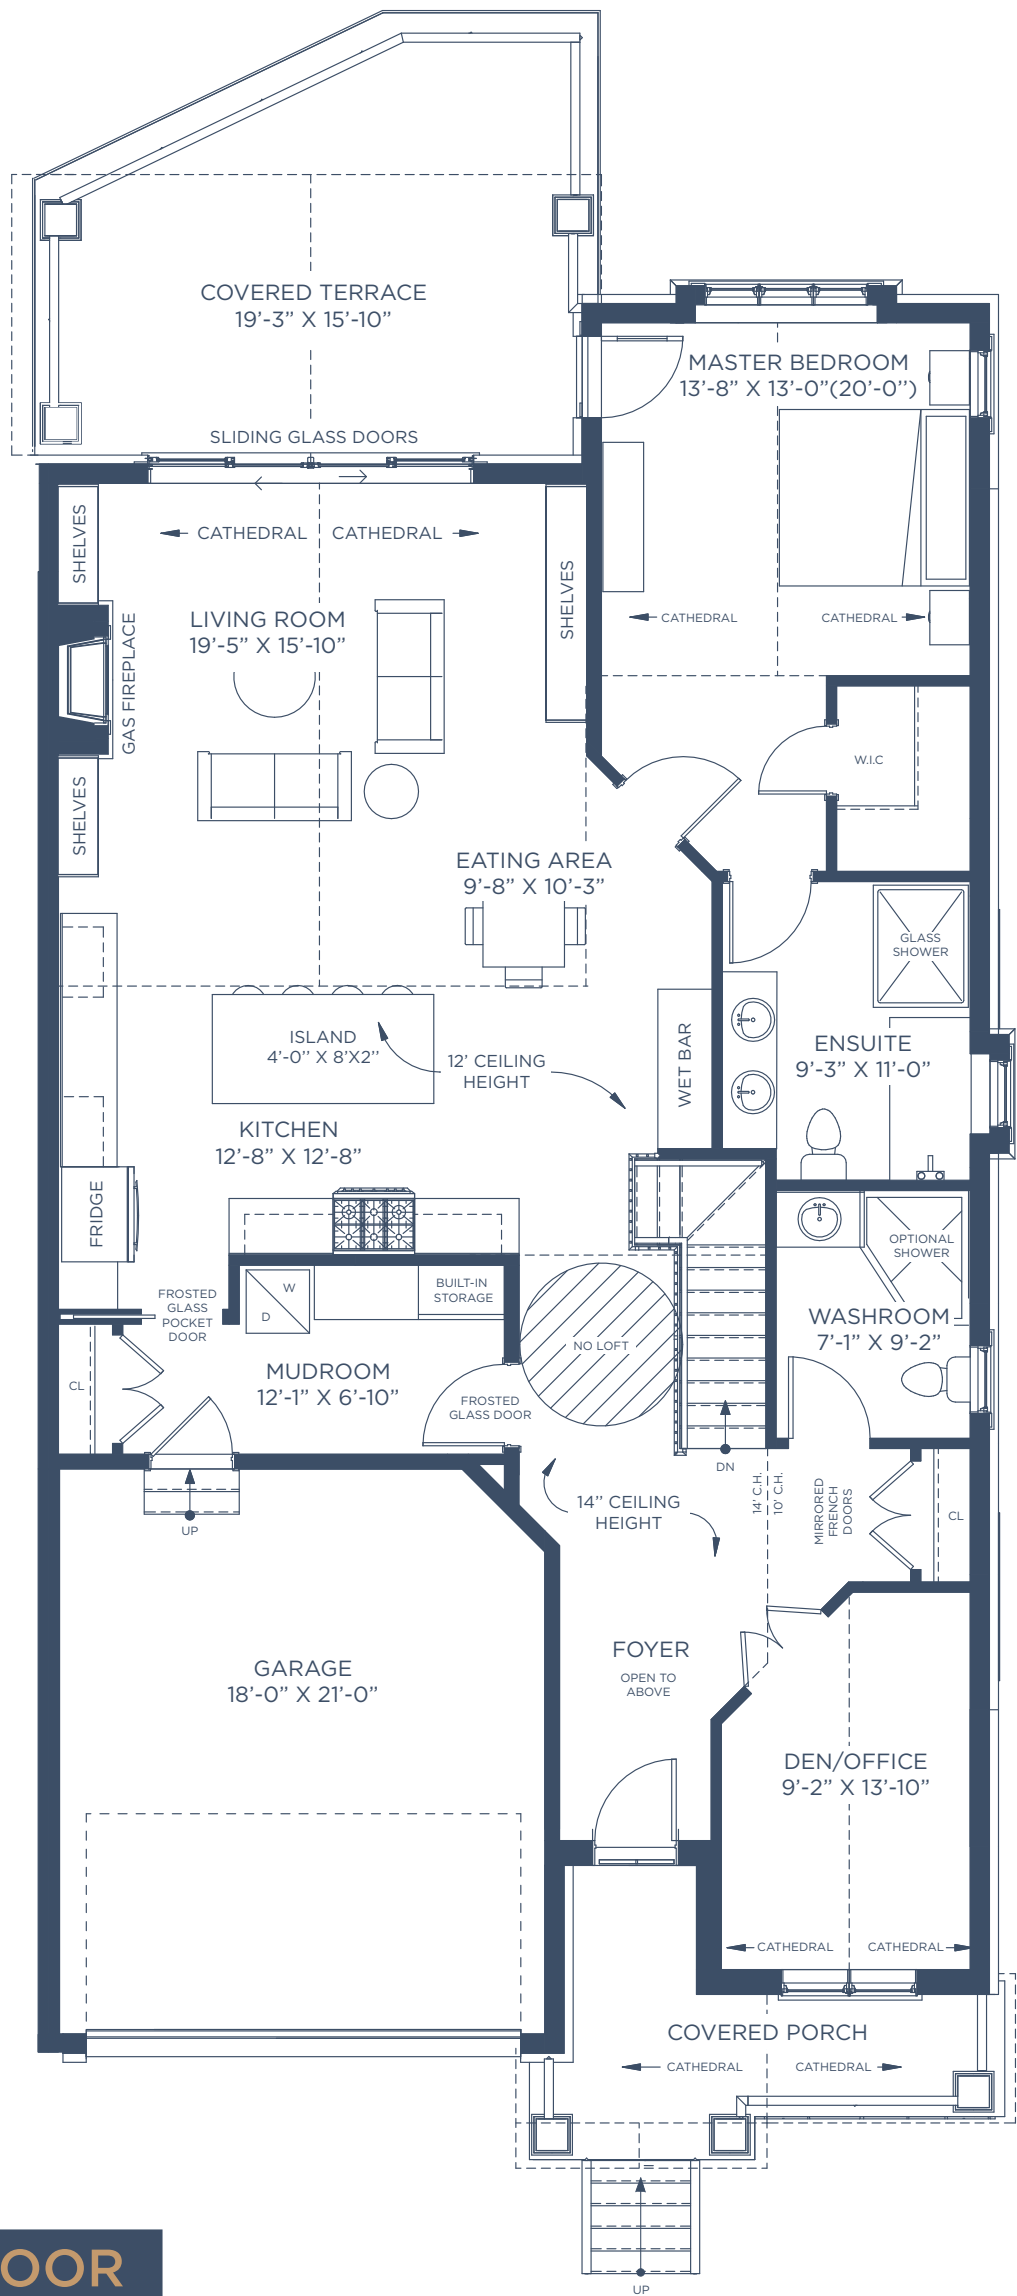 COVERED TERRACE
19'-3" X 15'-10"
SLIDING GLASS DOORS
MASTER BEDROOM
13'-8" X 13'-0"(20'-0'')
CATHEDRAL
CATHEDRAL
SHELVES
CATHEDRAL
CATHEDRAL
SHELVES
LIVING ROOM
19'-5" X 15'-10"
GAS FIREPLACE
SHELVES
W.I.C
EATING AREA
9'-8" X 10'-3"
GLASS
SHOWER
ISLAND
4'-0'' X 8'X2''
12' CEILING
HEIGHT
WET BAR
ENSUITE
9'-3" X 11'-0"
KITCHEN
12'-8" X 12'-8"
FRIDGE
OPTIONAL
SHOWER
FROSTED
GLASS
POCKET
DOOR
W
D
BUILT-IN
STORAGE
NO LOFT
WASHROOM
7'-1" X 9'-2"
CL
MUDROOM
12'-1" X 6'-10"
FROSTED
GLASS DOOR
DN
UP
14'' CEILING
HEIGHT
14' C.H.
10' C.H.
MIRRORED
FRENCH
DOORS
CL
GARAGE
18'-0" X 21'-0"
FOYER
OPEN TO
ABOVE
DEN/OFFICE
9'-2" X 13'-10"
CATHEDRAL
CATHEDRAL
COVERED PORCH
CATHEDRAL
CATHEDRAL
UP
OOR